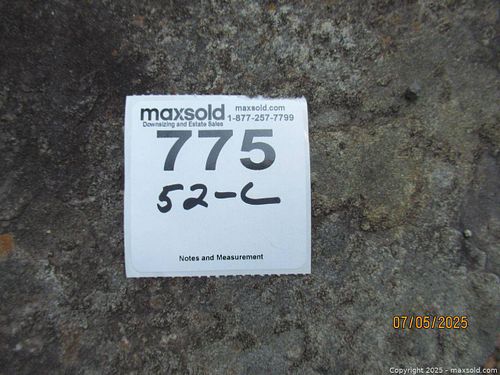 maxsold maxsold.com
Downsizing and Estate Sales 1-877-257-7799
775
52-C
Notes and Measurement
07/05/2025
Copyright 2025 - maxsold.com